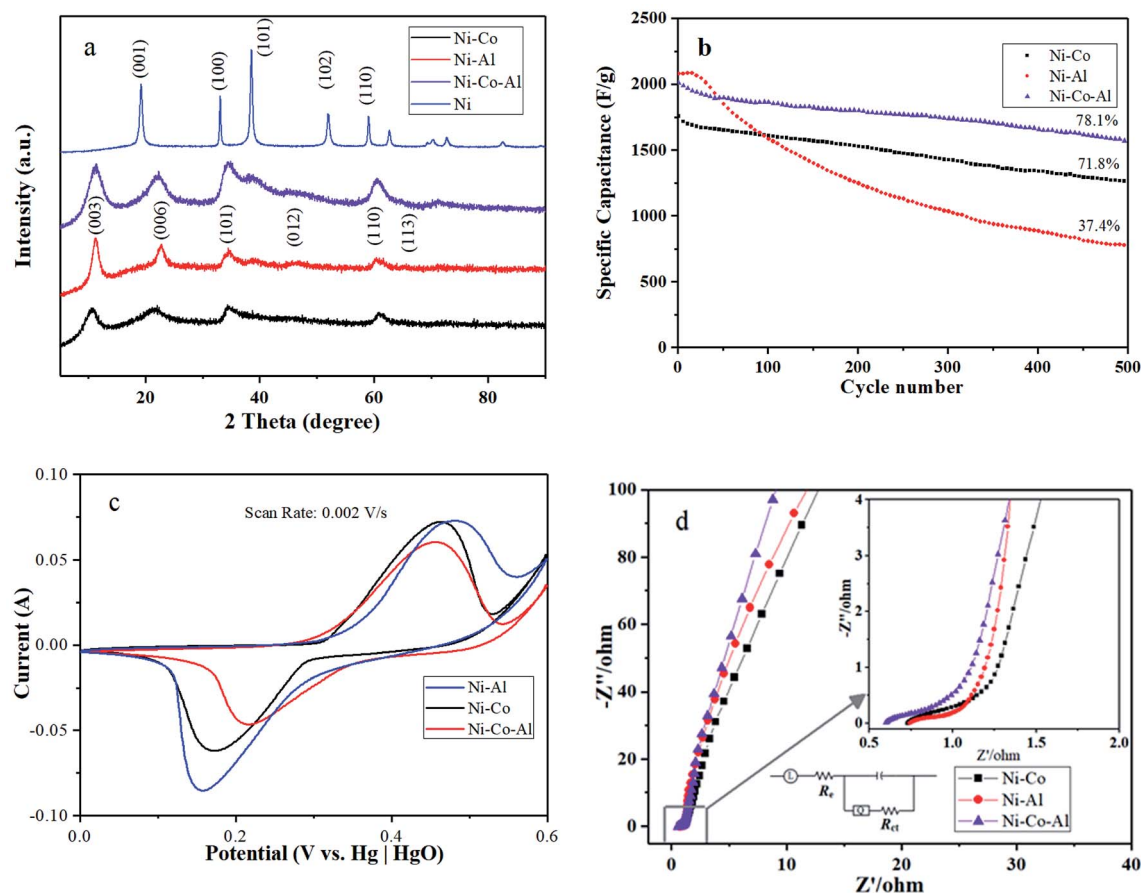 a
(001)
(100)
(101)
(102)
(110)
Ni-Co
Ni-Al
Ni-Co-Al
Ni
(003)
(006)
(101)
(012)
(110)
(113)
Intensity (a.u.)
20 40 60 80
2 Theta (degree)
b
Ni-Co
Ni-Al
Ni-Co-Al
78.1%
71.8%
37.4%
Specific Capacitance (F/g)
2500
2000
1500
1000
500
0
0 100 200 300 400 500
Cycle number
c
Scan Rate: 0.002 V/s
Ni-Al
Ni-Co
Ni-Co-Al
Current (A)
0.10
0.05
0.00
-0.05
-0.10
0.0 0.2 0.4 0.6
Potential (V vs. Hg | HgO)
d
-Z''/ohm
100
80
60
40
20
0
0 10 20 30 40
Z'/ohm
-Z''/ohm
4
3
2
1
0
0.5 1.0 1.5 2.0
Z'/ohm
L
Re
Q
Rct
Ni-Co
Ni-Al
Ni-Co-Al